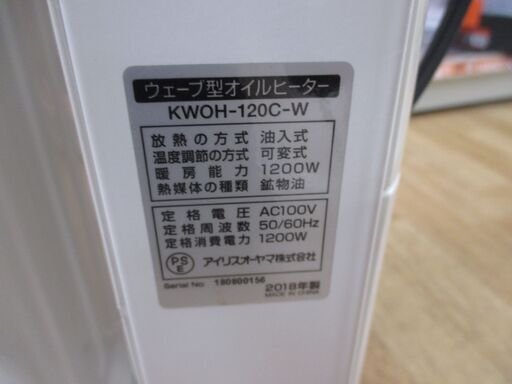 ウェーブ型オイルヒーター
KWOH-120C-W
放熱の方式 油入式
温度調節の方式 可変式
暖房能力 1200W
熱媒体の種類 鉱物油
定格電圧 AC100V
定格周波数 50/60Hz
定格消費電力 1200W
PS
E
アイリスオーヤマ株式会社
Serial No. 180800156
2018年製
MADE IN CHINA